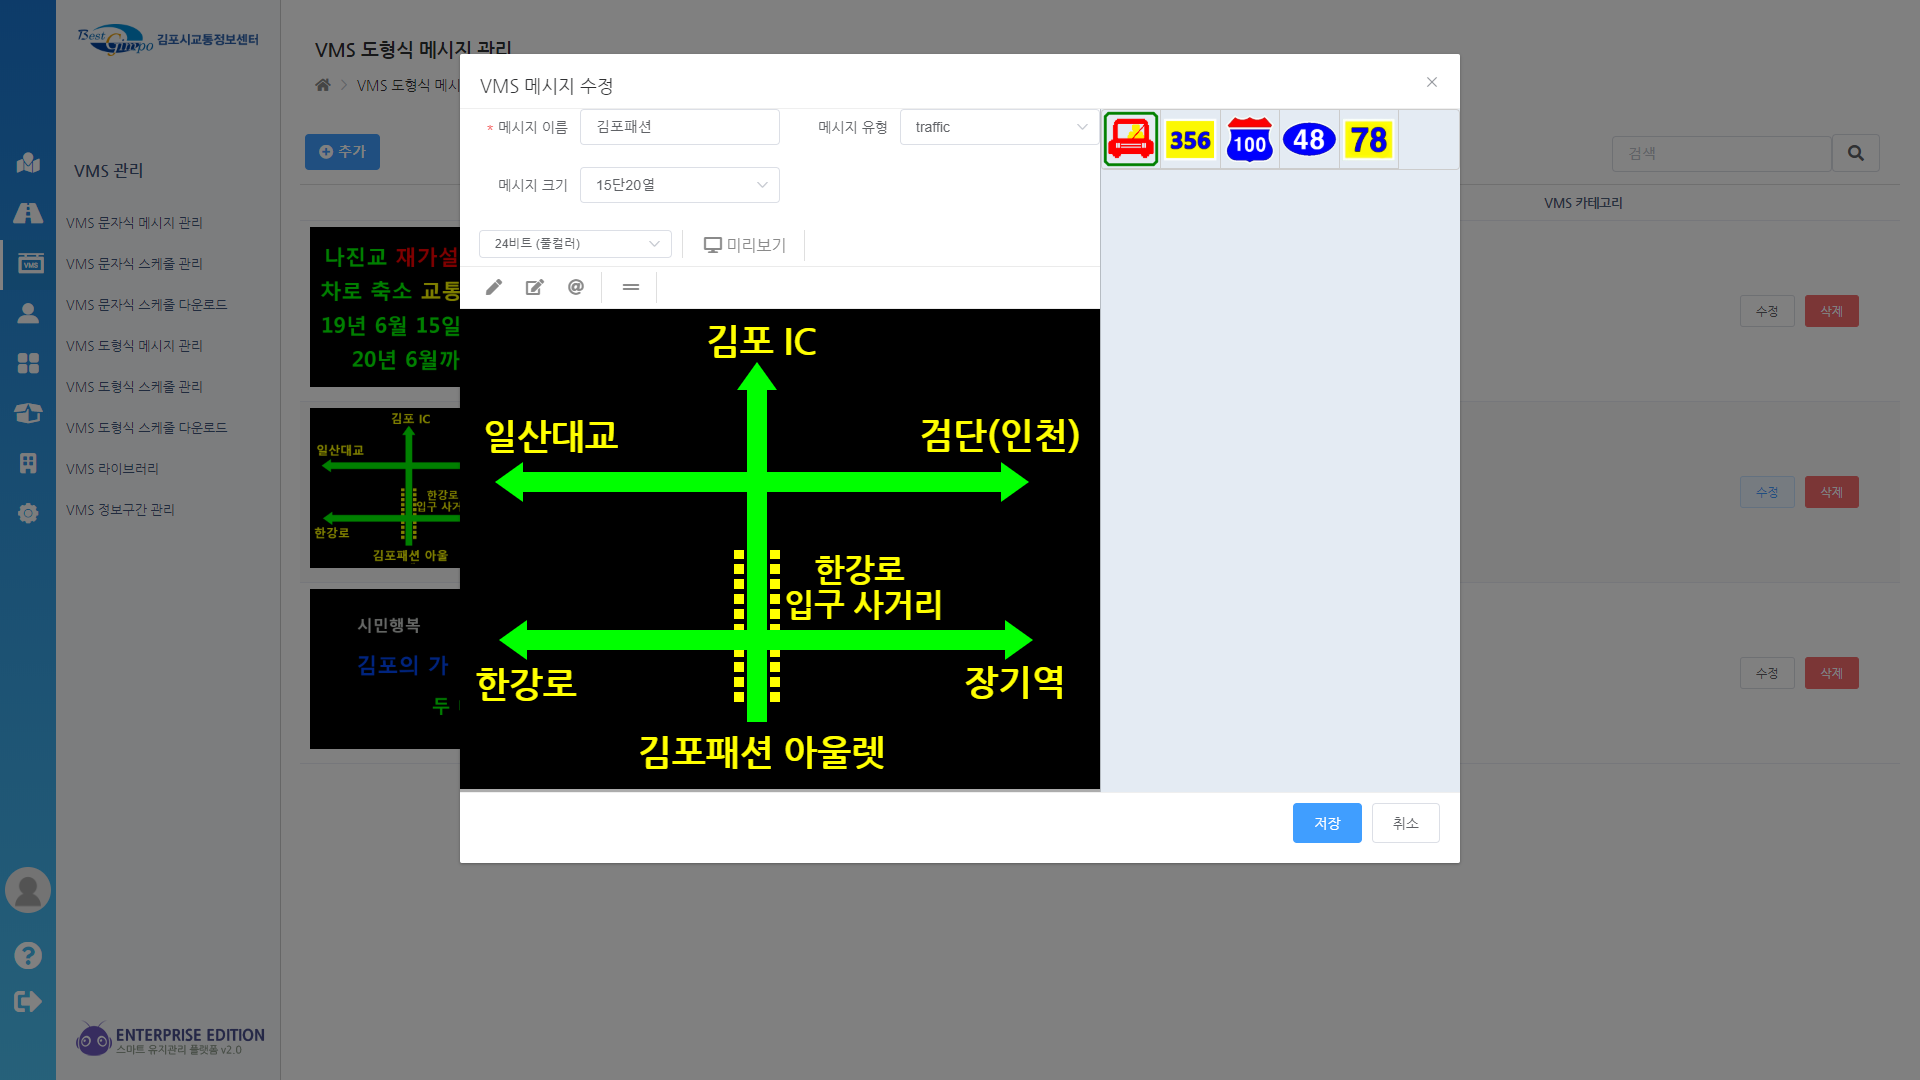 Best Gimpo 김포시교통정보센터
VMS 관리
VMS 문자식 메시지 관리
VMS 문자식 스케줄 관리
VMS
VMS 문자식 스케줄 다운로드
VMS 도형식 메시지 관리
VMS 도형식 스케줄 관리
VMS 도형식 스케줄 다운로드
VMS 라이브러리
VMS 정보구간 관리
ENTERPRISE EDITION
스마트 유지관리 플랫폼 v2.0
VMS 도형식 메시지 관리
VMS 도형식 메시
추가
검색
VMS 카테고리
나진교 재가설
차로 축소 교통
19년 6월 15일
20년 6월까
수정 삭제
김포 IC
일산대교
한강로
입구 사거
한강로
김포패션 아울
수정 삭제
시민행복
김포의 가
두
수정 삭제
VMS 메시지 수정
* 메시지 이름 김포패션 메시지 유형 traffic
메시지 크기 15단20열
24비트 (풀컬러) 미리보기
356 100 48 78
김포 IC
일산대교 검단(인천)
한강로
입구 사거리
한강로 장기역
김포패션 아울렛
저장 취소